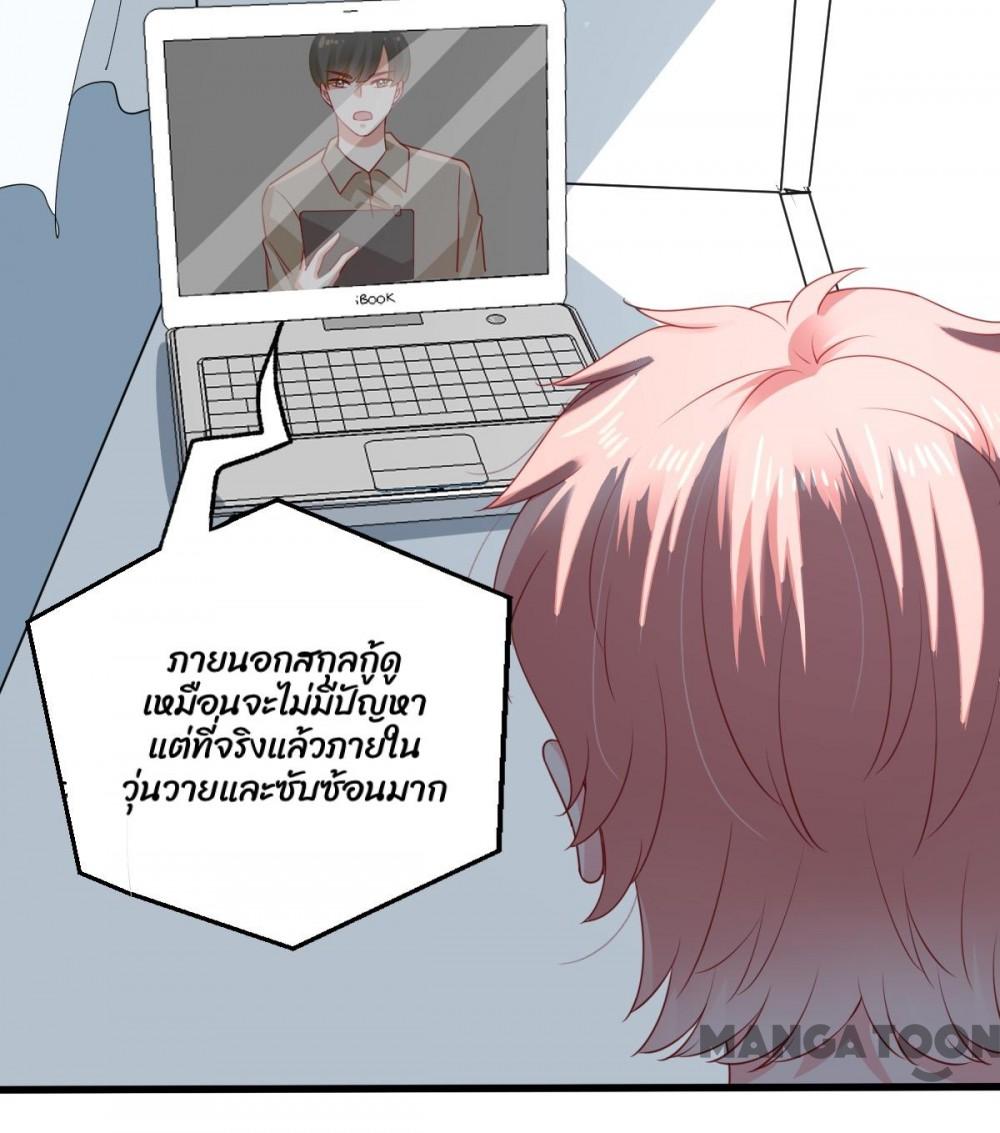 iBOOK
ภายนอกสกุลกู้ดู
เหมือนจะไม่มีปัญหา
แต่ที่จริงแล้วภายใน
วุ่นวายและซับซ้อนมาก
MANGATOON